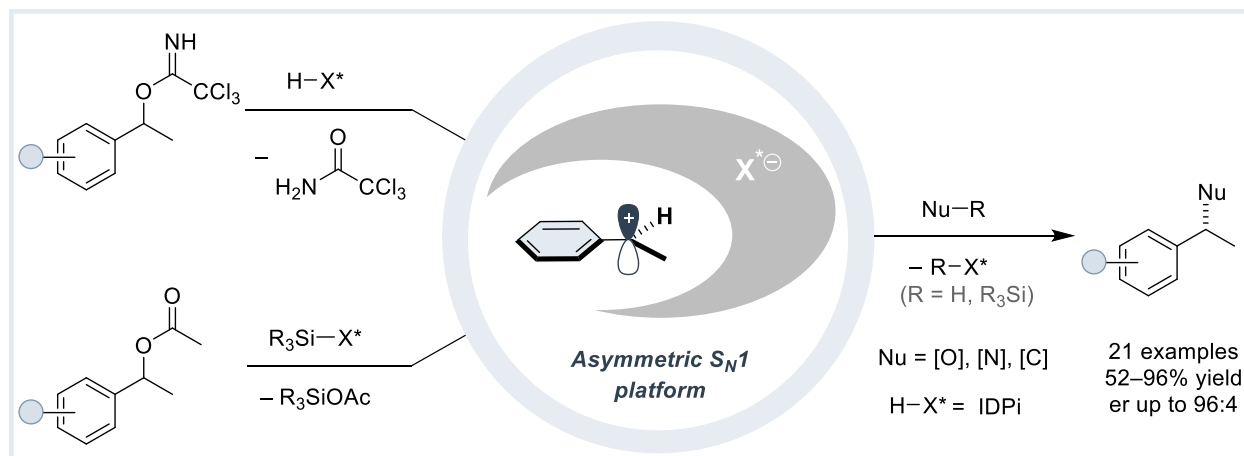 NH
O
CCl3
H–X*
–
O
H2N
CCl3
O
O
R3Si–X*
– R3SiOAc
X*⊖
+
H
Asymmetric SN1
platform
Nu–R
– R–X*
(R = H, R3Si)
Nu = [O], [N], [C]
H–X* = IDPi
Nu
21 examples
52–96% yield
er up to 96:4